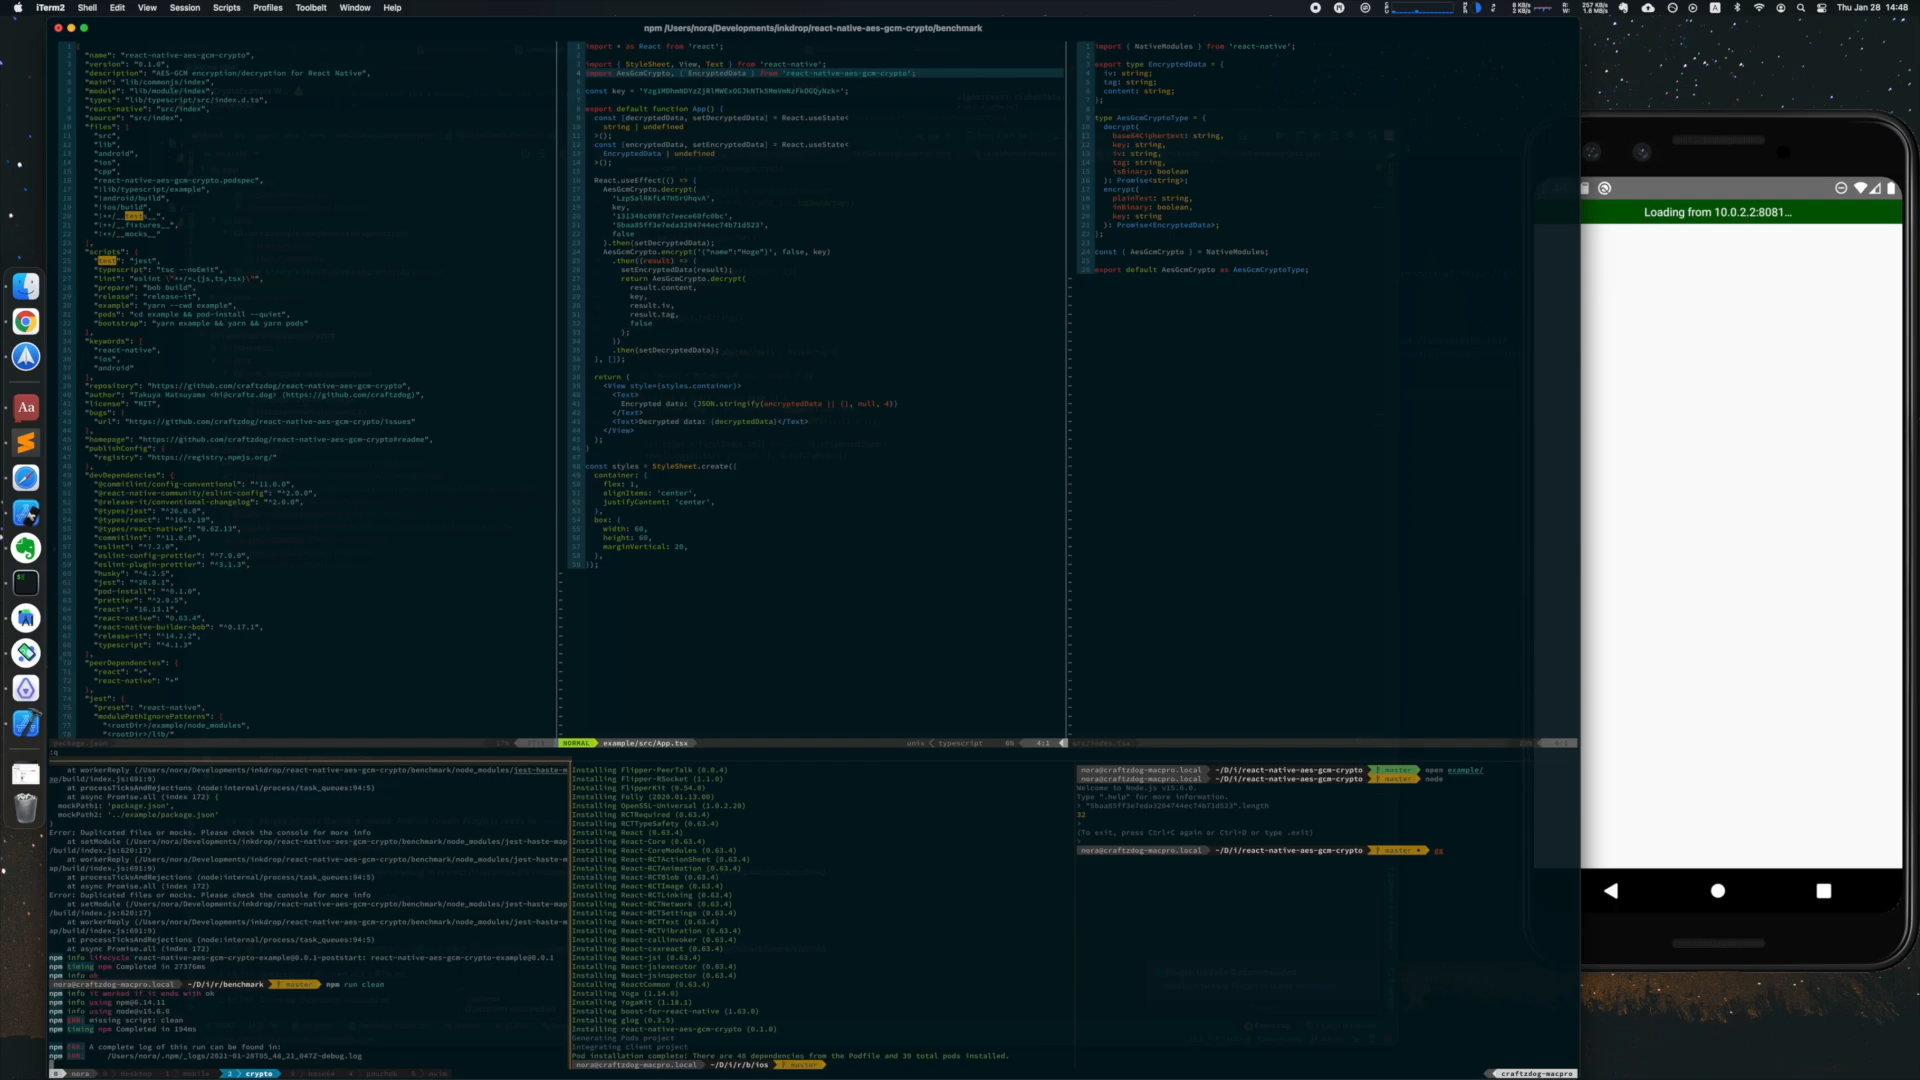 iTerm2 Shell Edit View Session Scripts Profiles Toolbelt Window Help
Thu Jan 28 14:48
npm /Users/nora/Developments/inkdrop/react-native-aes-gcm-crypto/benchmark
"name": "react-native-aes-gcm-crypto",
"version": "0.1.0",
"description": "AES-GCM encryption/decryption for React Native",
"main": "lib/commonjs/index",
"module": "lib/module/index",
"types": "lib/typescript/src/index.d.ts",
"react-native": "src/index",
"source": "src/index",
"files": [
"src",
"lib",
"android",
"ios",
"cpp",
"react-native-aes-gcm-crypto.podspec",
"!lib/typescript/example",
"!android/build",
"!ios/build",
"!**/__tests__",
"!**/__fixtures__",
"!**/__mocks__"
],
"scripts": {
"test": "jest",
"typescript": "tsc --noEmit",
"lint": "eslint \"**/*.{js,ts,tsx}\"",
"prepare": "bob build",
"release": "release-it",
"example": "yarn --cwd example",
"pods": "cd example && pod-install --quiet",
"bootstrap": "yarn example && yarn && yarn pods"
},
"keywords": [
"react-native",
"ios",
"android"
],
"repository": "https://github.com/craftzdog/react-native-aes-gcm-crypto",
"author": "Takuya Matsuyama <hi@craftz.dog> (https://github.com/craftzdog)",
"license": "MIT",
"bugs": {
"url": "https://github.com/craftzdog/react-native-aes-gcm-crypto/issues"
},
"homepage": "https://github.com/craftzdog/react-native-aes-gcm-crypto#readme",
"publishConfig": {
"registry": "https://registry.npmjs.org/"
},
"devDependencies": {
"@commitlint/config-conventional": "^11.0.0",
"@react-native-community/eslint-config": "^2.0.0",
"@release-it/conventional-changelog": "^2.0.0",
"@types/jest": "^26.0.0",
"@types/react": "^16.9.19",
"@types/react-native": "0.62.13",
"commitlint": "^11.0.0",
"eslint": "^7.2.0",
"eslint-config-prettier": "^7.0.0",
"eslint-plugin-prettier": "^3.1.3",
"husky": "^4.2.5",
"jest": "^26.0.1",
"pod-install": "^0.1.0",
"prettier": "^2.0.5",
"react": "16.13.1",
"react-native": "0.63.4",
"react-native-builder-bob": "^0.17.1",
"release-it": "^14.2.2",
"typescript": "^4.1.3"
},
"peerDependencies": {
"react": "*",
"react-native": "*"
},
"jest": {
"preset": "react-native",
"modulePathIgnorePatterns": [
"<rootDir>/example/node_modules",
"<rootDir>/lib/"
import * as React from 'react';
import { StyleSheet, View, Text } from 'react-native';
import AesGcmCrypto, { EncryptedData } from 'react-native-aes-gcm-crypto';
export default function App() {
const [decryptedData, setDecryptedData] = React.useState<
string | undefined
>();
const [encryptedData, setEncryptedData] = React.useState<
EncryptedData | undefined
>();
React.useEffect(() => {
AesGcmCrypto.decrypt(
'LzpSalRKfL47H5rUhqvA',
key,
'131348c0987c7eece60fc0bc',
'5baa85ff3e7eda3204744ec74b71d523',
false
).then(setDecryptedData);
AesGcmCrypto.encrypt('{"name":"Hoge"}', false, key)
.then((result) => {
setEncryptedData(result);
return AesGcmCrypto.decrypt(
result.content,
key,
result.iv,
result.tag,
false
);
})
.then(setDecryptedData);
}, []);
return (
<View style={styles.container}>
<Text>
Encrypted data: {JSON.stringify(encryptedData || {}, null, 4)}
</Text>
<Text>Decrypted data: {decryptedData}</Text>
</View>
);
}
const styles = StyleSheet.create({
container: {
flex: 1,
alignItems: 'center',
justifyContent: 'center',
},
box: {
width: 60,
height: 60,
marginVertical: 20,
},
});
import { NativeModules } from 'react-native';
export type EncryptedData = {
iv: string;
tag: string;
content: string;
};
type AesGcmCryptoType = {
decrypt(
base64Ciphertext: string,
key: string,
iv: string,
tag: string,
isBinary: boolean
): Promise<string>;
encrypt(
plainText: string,
inBinary: boolean,
key: string
): Promise<EncryptedData>;
};
const { AesGcmCrypto } = NativeModules;
export default AesGcmCrypto as AesGcmCryptoType;
package.json
NORMAL example/src/App.tsx unix typescript 6% 4:1
src/index.tsx
:q
at workerReply (/Users/nora/Developments/inkdrop/react-native-aes-gcm-crypto/benchmark/node_modules/jest-haste-m
ap/build/index.js:691:9)
at processTicksAndRejections (node:internal/process/task_queues:94:5)
at async Promise.all (index 172) {
mockPath1: 'package.json',
mockPath2: '../example/package.json'
}
Error: Duplicated files or mocks. Please check the console for more info
at setModule (/Users/nora/Developments/inkdrop/react-native-aes-gcm-crypto/benchmark/node_modules/jest-haste-map
/build/index.js:620:17)
at workerReply (/Users/nora/Developments/inkdrop/react-native-aes-gcm-crypto/benchmark/node_modules/jest-haste-m
ap/build/index.js:691:9)
at processTicksAndRejections (node:internal/process/task_queues:94:5)
at async Promise.all (index 172)
Error: Duplicated files or mocks. Please check the console for more info
at setModule (/Users/nora/Developments/inkdrop/react-native-aes-gcm-crypto/benchmark/node_modules/jest-haste-map
/build/index.js:620:17)
at workerReply (/Users/nora/Developments/inkdrop/react-native-aes-gcm-crypto/benchmark/node_modules/jest-haste-m
ap/build/index.js:691:9)
at processTicksAndRejections (node:internal/process/task_queues:94:5)
at async Promise.all (index 172)
npm info lifecycle react-native-aes-gcm-crypto-example@0.0.1~poststart: react-native-aes-gcm-crypto-example@0.0.1
npm timing npm Completed in 27376ms
npm info ok
nora@craftzdog-macpro.local ~/D/i/r/benchmark master npm run clean
npm info it worked if it ends with ok
npm info using npm@6.14.11
npm info using node@v15.6.0
npm ERR! missing script: clean
npm timing npm Completed in 194ms
npm ERR! A complete log of this run can be found in:
npm ERR! /Users/nora/.npm/_logs/2021-01-28T05_48_21_047Z-debug.log
Installing Flipper-PeerTalk (0.0.4)
Installing Flipper-RSocket (1.1.0)
Installing FlipperKit (0.54.0)
Installing Folly (2020.01.13.00)
Installing OpenSSL-Universal (1.0.2.20)
Installing RCTRequired (0.63.4)
Installing RCTTypeSafety (0.63.4)
Installing React (0.63.4)
Installing React-Core (0.63.4)
Installing React-CoreModules (0.63.4)
Installing React-RCTActionSheet (0.63.4)
Installing React-RCTAnimation (0.63.4)
Installing React-RCTBlob (0.63.4)
Installing React-RCTImage (0.63.4)
Installing React-RCTLinking (0.63.4)
Installing React-RCTNetwork (0.63.4)
Installing React-RCTSettings (0.63.4)
Installing React-RCTText (0.63.4)
Installing React-RCTVibration (0.63.4)
Installing React-callinvoker (0.63.4)
Installing React-cxxreact (0.63.4)
Installing React-jsi (0.63.4)
Installing React-jsiexecutor (0.63.4)
Installing React-jsinspector (0.63.4)
Installing ReactCommon (0.63.4)
Installing Yoga (1.14.0)
Installing YogaKit (1.18.1)
Installing boost-for-react-native (1.63.0)
Installing glog (0.3.5)
Installing react-native-aes-gcm-crypto (0.1.0)
Generating Pods project
Integrating client project
Pod installation complete! There are 48 dependencies from the Podfile and 39 total pods installed.
nora@craftzdog-macpro.local ~/D/i/r/b/ios master
nora@craftzdog-macpro.local ~/D/i/react-native-aes-gcm-crypto master open example/
nora@craftzdog-macpro.local ~/D/i/react-native-aes-gcm-crypto master node
Welcome to Node.js v15.6.0.
Type ".help" for more information.
> "5baa85ff3e7eda3204744ec74b71d523".length
32
>
(To exit, press Ctrl+C again or Ctrl+D or type .exit)
>
nora@craftzdog-macpro.local ~/D/i/react-native-aes-gcm-crypto master gg
0 nora 0 desktop 1 mobile 2 crypto
craftzdog-macpro
Loading from 10.0.2.2:8081...
Aa